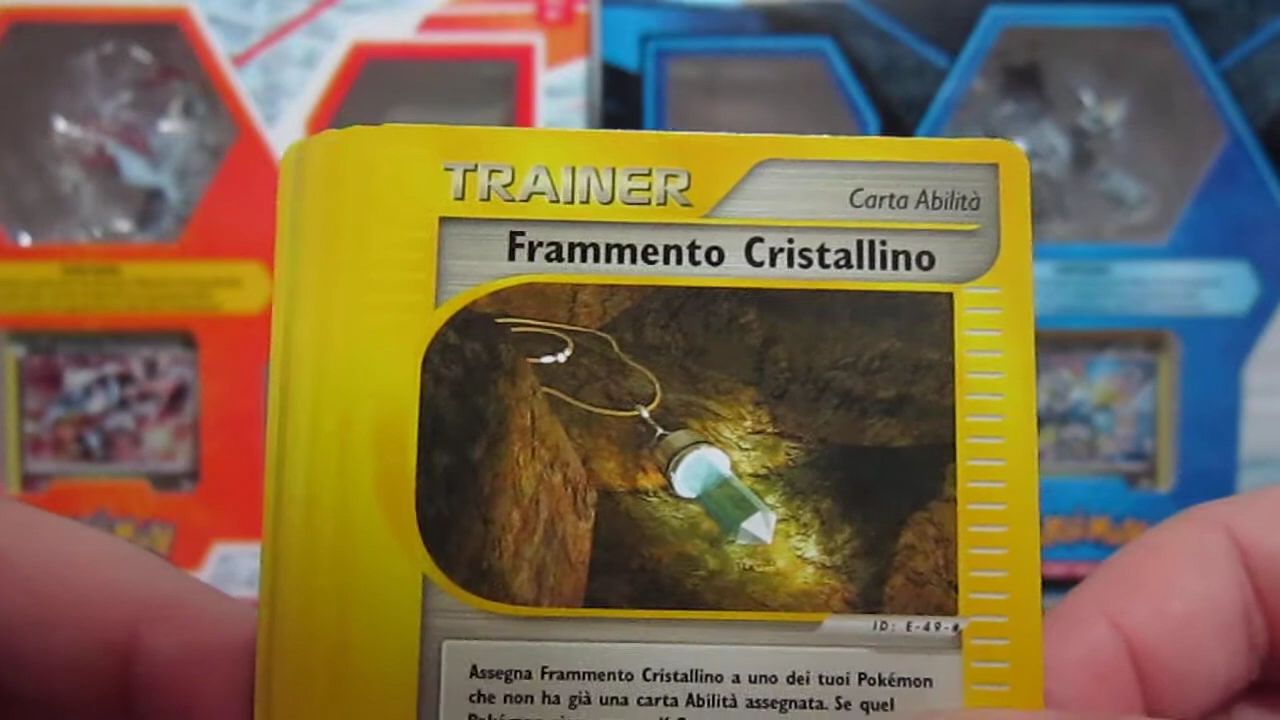 TRAINER
Carta Abilità
Frammento Cristallino
ID: E-49-#
Assegna Frammento Cristallino a uno dei tuoi Pokémon
che non ha già una carta Abilità assegnata. Se quel